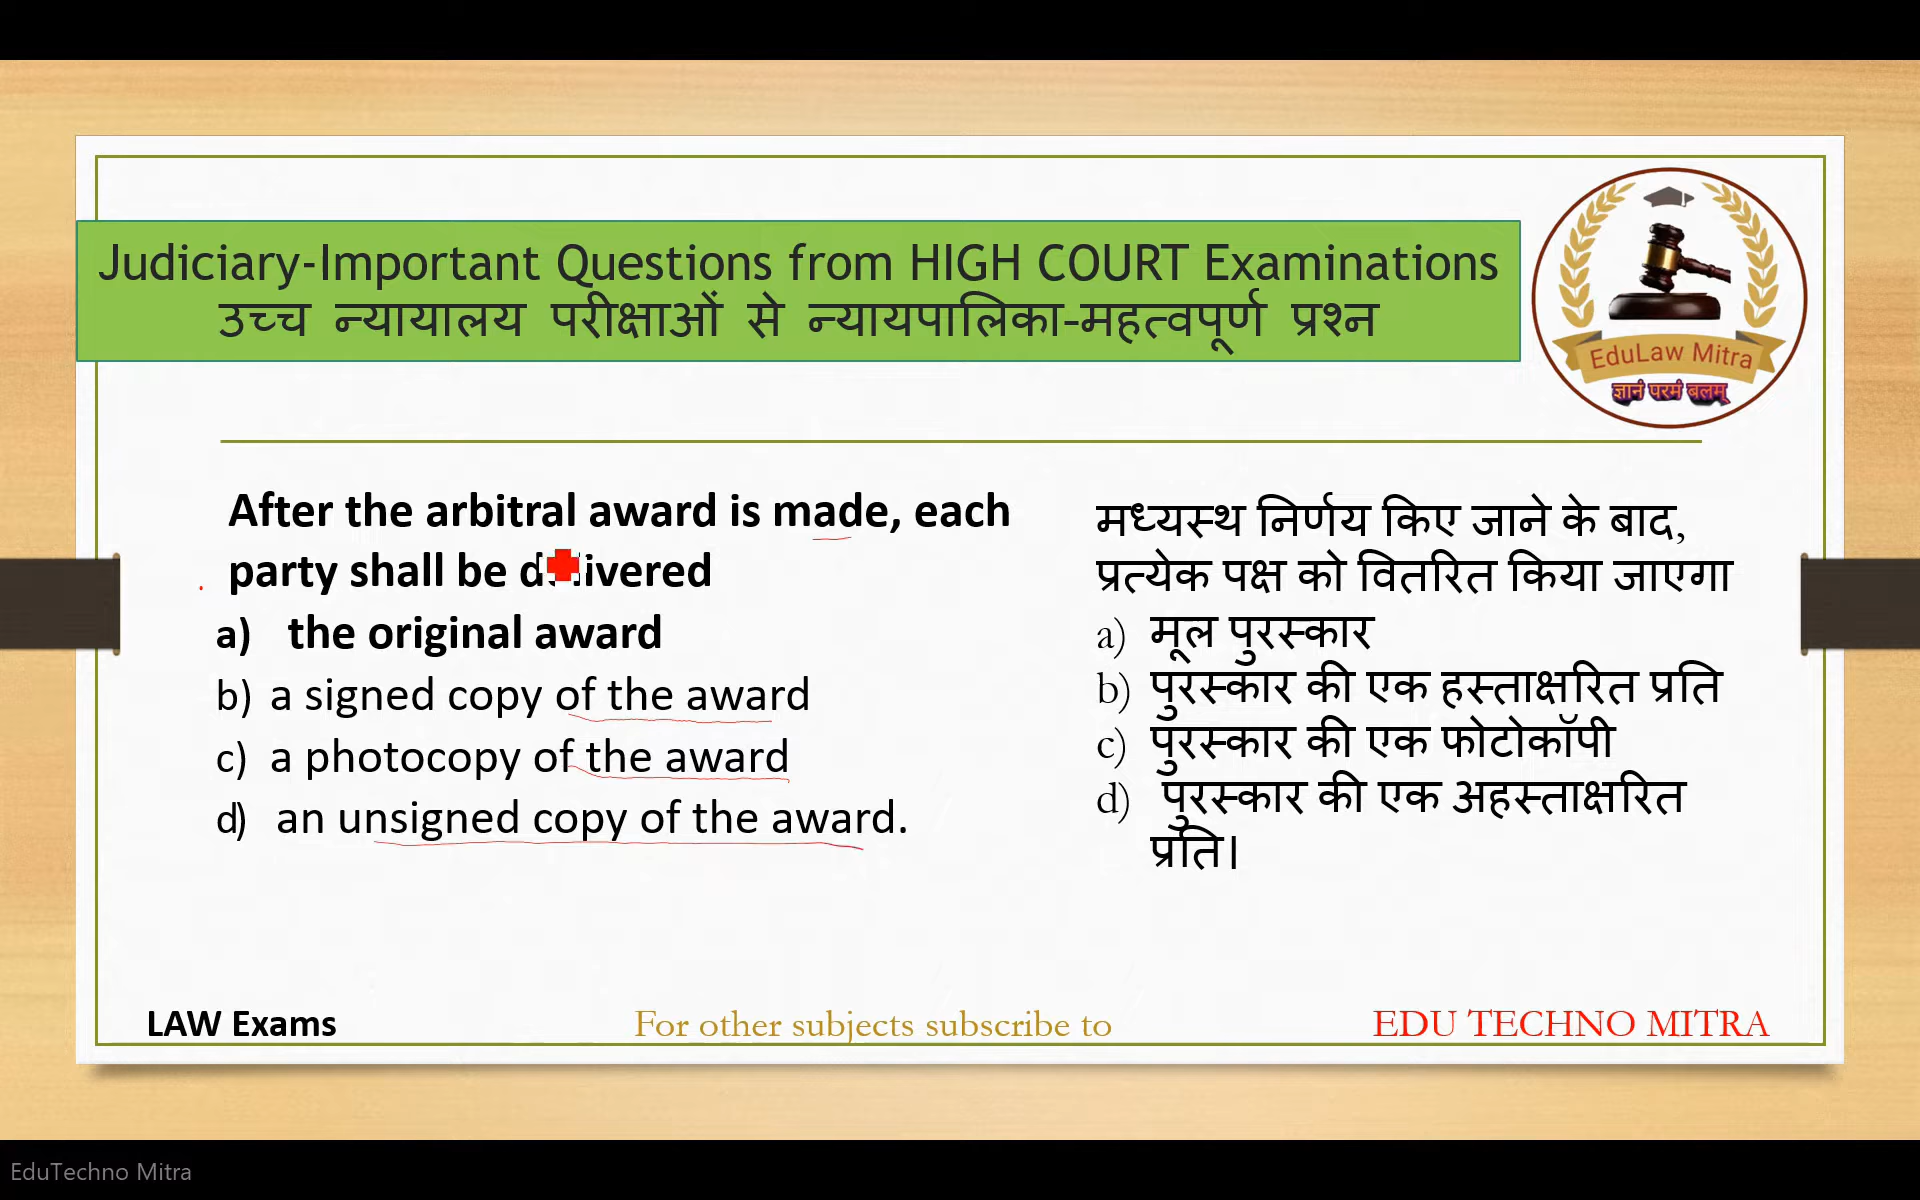 Judiciary-Important Questions from HIGH COURT Examinations
उच्च न्यायालय परीक्षाओं से न्यायपालिका-महत्वपूर्ण प्रश्न
EduLaw Mitra
ज्ञानं परमं बलम्
After the arbitral award is made, each
party shall be delivered
a) the original award
b) a signed copy of the award
c) a photocopy of the award
d) an unsigned copy of the award.
मध्यस्थ निर्णय किए जाने के बाद,
प्रत्येक पक्ष को वितरित किया जाएगा
a) मूल पुरस्कार
b) पुरस्कार की एक हस्ताक्षरित प्रति
c) पुरस्कार की एक फोटोकॉपी
d) पुरस्कार की एक अहस्ताक्षरित
प्रति।
LAW Exams
For other subjects subscribe to
EDU TECHNO MITRA
EduTechno Mitra